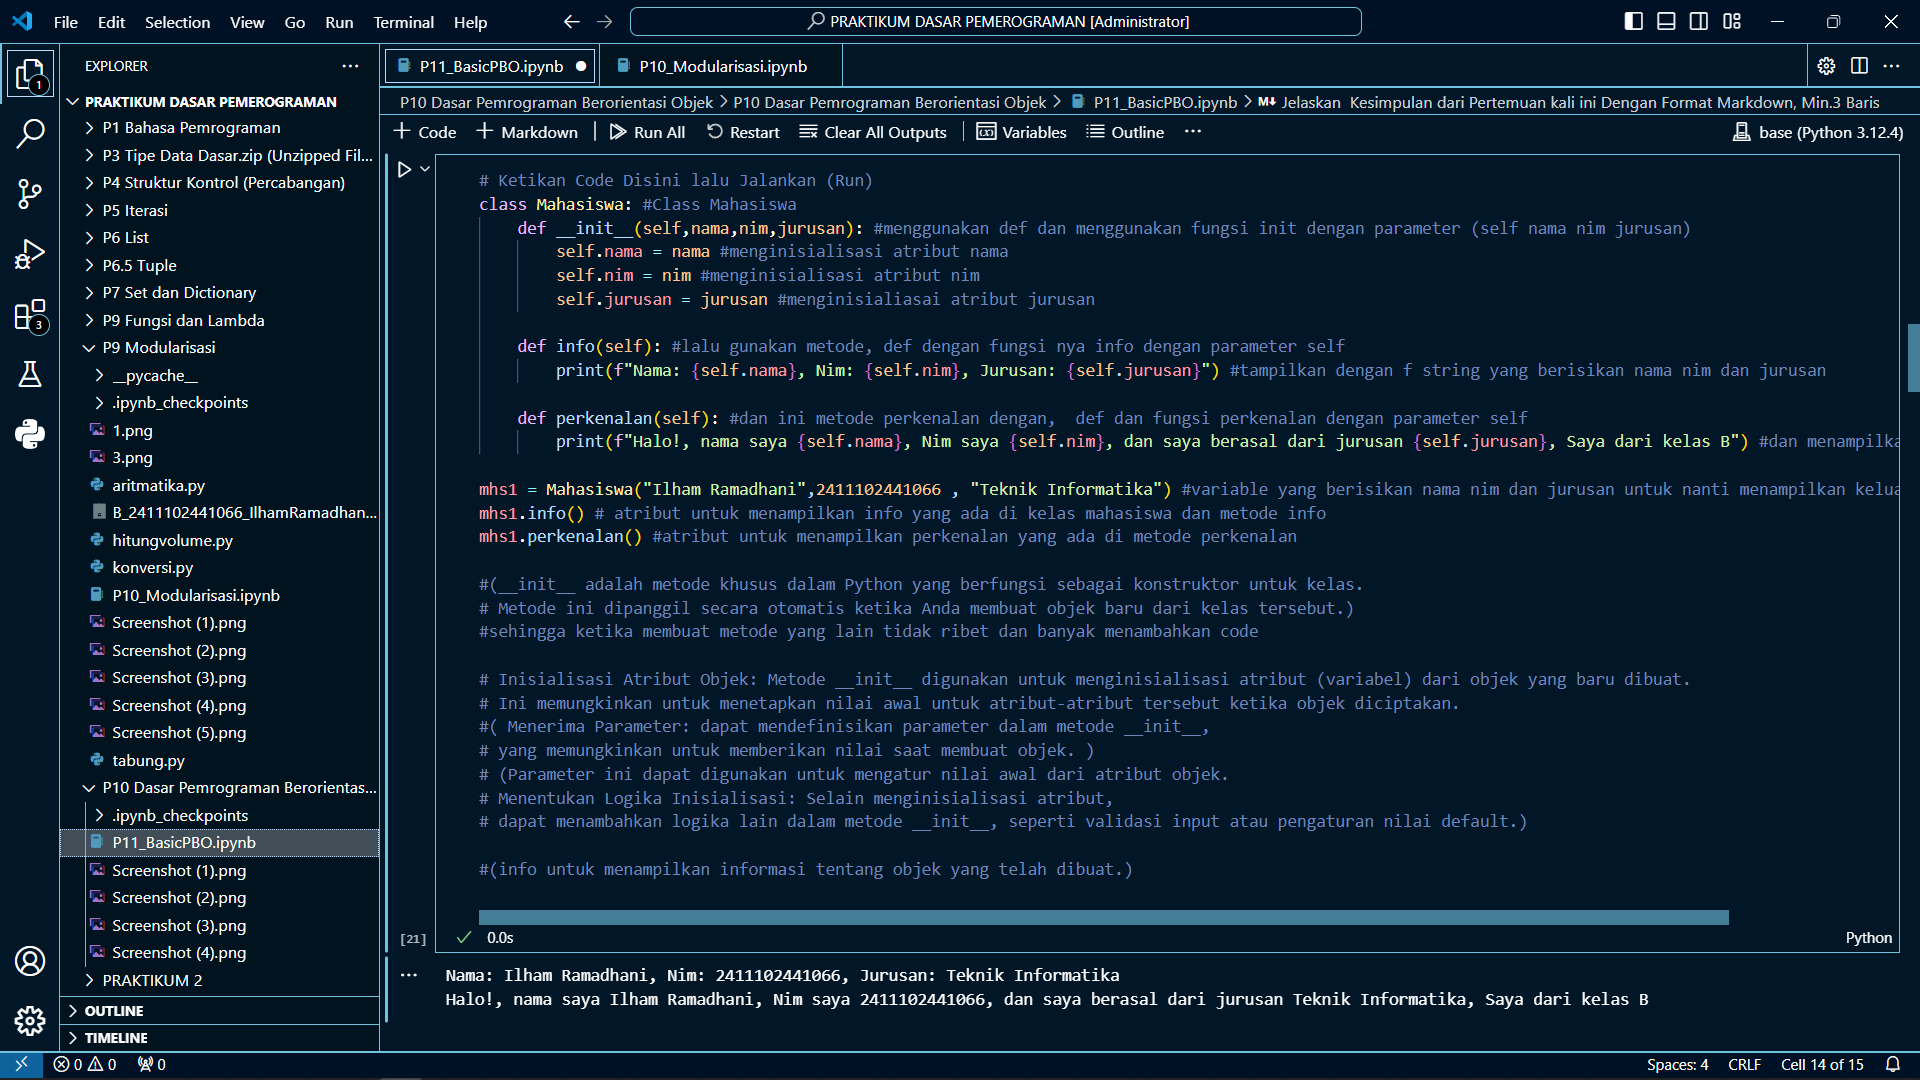 File Edit Selection View Go Run Terminal Help
PRAKTIKUM DASAR PEMEROGRAMAN [Administrator]
1
3
EXPLORER
PRAKTIKUM DASAR PEMEROGRAMAN
P1 Bahasa Pemrograman
P3 Tipe Data Dasar.zip (Unzipped Fil...
P4 Struktur Kontrol (Percabangan)
P5 Iterasi
P6 List
P6.5 Tuple
P7 Set dan Dictionary
P9 Fungsi dan Lambda
P9 Modularisasi
__pycache__
.ipynb_checkpoints
1.png
3.png
aritmatika.py
B_2411102441066_IlhamRamadhan...
hitungvolume.py
konversi.py
P10_Modularisasi.ipynb
Screenshot (1).png
Screenshot (2).png
Screenshot (3).png
Screenshot (4).png
Screenshot (5).png
tabung.py
P10 Dasar Pemrograman Berorientas...
.ipynb_checkpoints
P11_BasicPBO.ipynb
Screenshot (1).png
Screenshot (2).png
Screenshot (3).png
Screenshot (4).png
PRAKTIKUM 2
OUTLINE
TIMELINE
P11_BasicPBO.ipynb
P10_Modularisasi.ipynb
P10 Dasar Pemrograman Berorientasi Objek > P10 Dasar Pemrograman Berorientasi Objek > P11_BasicPBO.ipynb > M↓ Jelaskan Kesimpulan dari Pertemuan kali ini Dengan Format Markdown, Min.3 Baris
+ Code + Markdown | Run All Restart Clear All Outputs | Variables Outline ··· base (Python 3.12.4)
# Ketikan Code Disini lalu Jalankan (Run)
class Mahasiswa: #Class Mahasiswa
def __init__(self,nama,nim,jurusan): #menggunakan def dan menggunakan fungsi init dengan parameter (self nama nim jurusan)
self.nama = nama #menginisialisasi atribut nama
self.nim = nim #menginisialisasi atribut nim
self.jurusan = jurusan #menginisialiasai atribut jurusan
def info(self): #lalu gunakan metode, def dengan fungsi nya info dengan parameter self
print(f"Nama: {self.nama}, Nim: {self.nim}, Jurusan: {self.jurusan}") #tampilkan dengan f string yang berisikan nama nim dan jurusan
def perkenalan(self): #dan ini metode perkenalan dengan,  def dan fungsi perkenalan dengan parameter self
print(f"Halo!, nama saya {self.nama}, Nim saya {self.nim}, dan saya berasal dari jurusan {self.jurusan}, Saya dari kelas B") #dan menampilka
mhs1 = Mahasiswa("Ilham Ramadhani",2411102441066 , "Teknik Informatika") #variable yang berisikan nama nim dan jurusan untuk nanti menampilkan kelua
mhs1.info() # atribut untuk menampilkan info yang ada di kelas mahasiswa dan metode info
mhs1.perkenalan() #atribut untuk menampilkan perkenalan yang ada di metode perkenalan
#(__init__ adalah metode khusus dalam Python yang berfungsi sebagai konstruktor untuk kelas.
# Metode ini dipanggil secara otomatis ketika Anda membuat objek baru dari kelas tersebut.)
#sehingga ketika membuat metode yang lain tidak ribet dan banyak menambahkan code
# Inisialisasi Atribut Objek: Metode __init__ digunakan untuk menginisialisasi atribut (variabel) dari objek yang baru dibuat.
# Ini memungkinkan untuk menetapkan nilai awal untuk atribut-atribut tersebut ketika objek diciptakan.
#( Menerima Parameter: dapat mendefinisikan parameter dalam metode __init__,
# yang memungkinkan untuk memberikan nilai saat membuat objek. )
# (Parameter ini dapat digunakan untuk mengatur nilai awal dari atribut objek.
# Menentukan Logika Inisialisasi: Selain menginisialisasi atribut,
# dapat menambahkan logika lain dalam metode __init__, seperti validasi input atau pengaturan nilai default.)
#(info untuk menampilkan informasi tentang objek yang telah dibuat.)
[21] 0.0s Python
Nama: Ilham Ramadhani, Nim: 2411102441066, Jurusan: Teknik Informatika
Halo!, nama saya Ilham Ramadhani, Nim saya 2411102441066, dan saya berasal dari jurusan Teknik Informatika, Saya dari kelas B
0 0 0 Spaces: 4 CRLF Cell 14 of 15